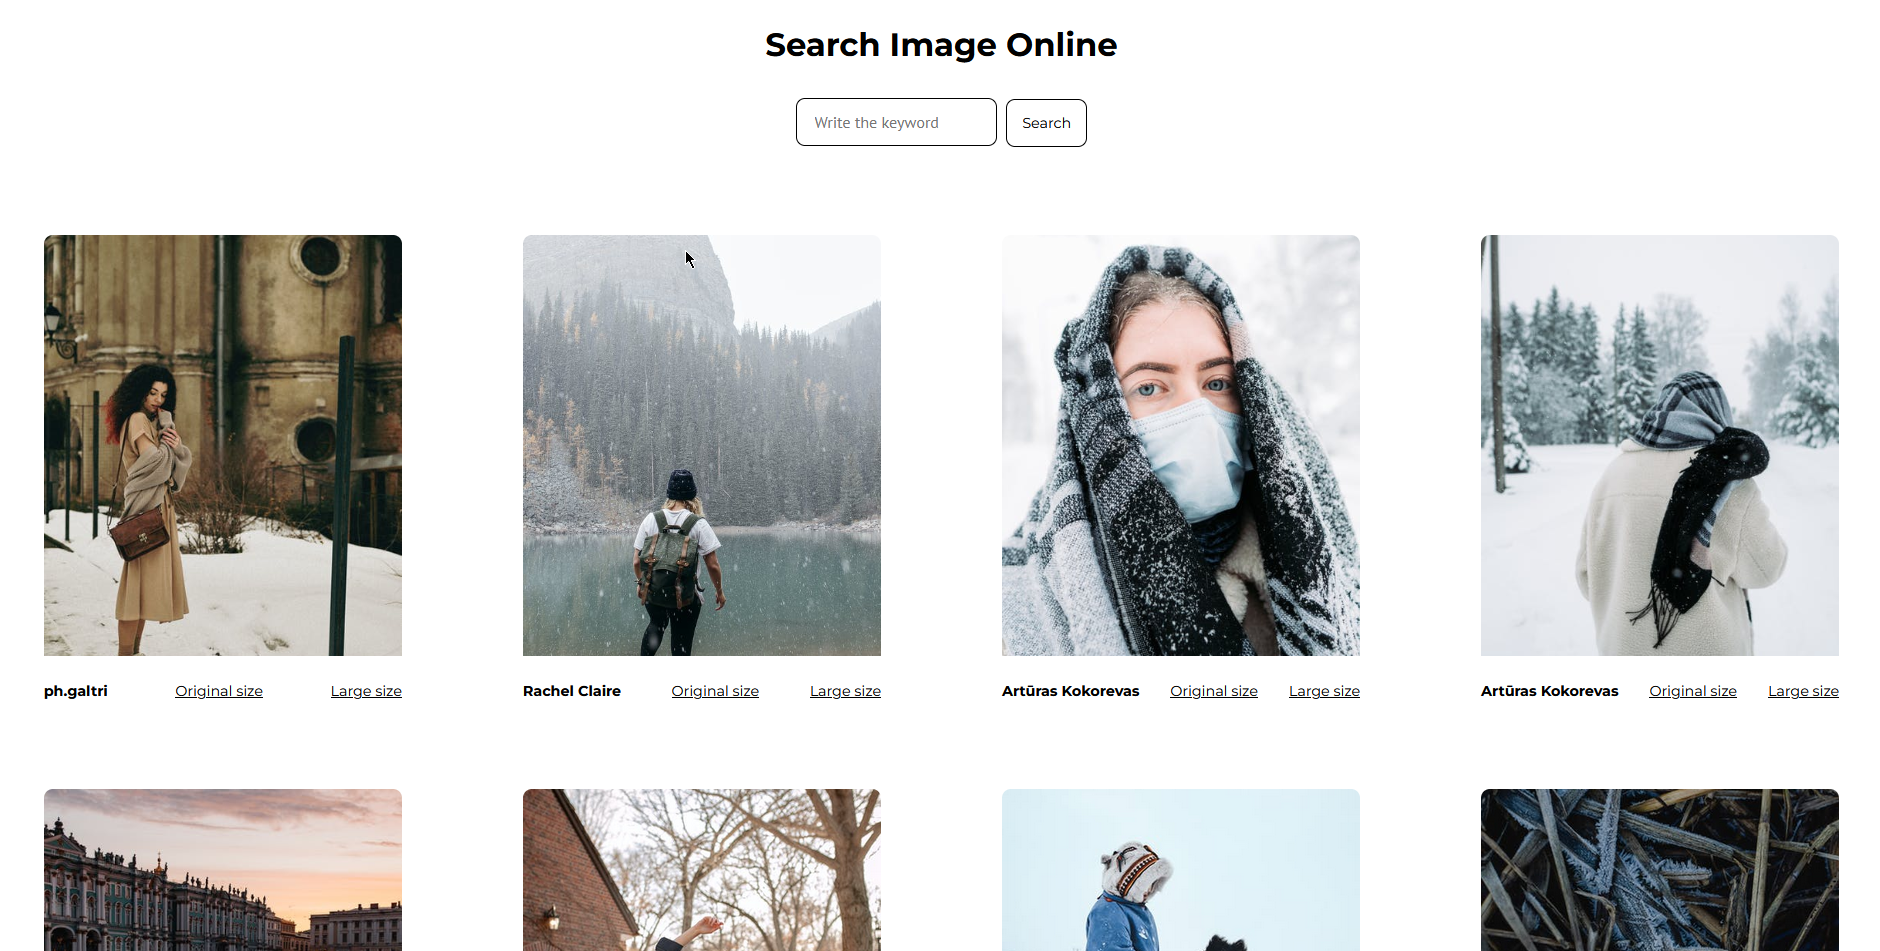 Search Image Online
Write the keyword
Search
ph.galtri Original size Large size
Rachel Claire Original size Large size
Artūras Kokorevas Original size Large size
Artūras Kokorevas Original size Large size